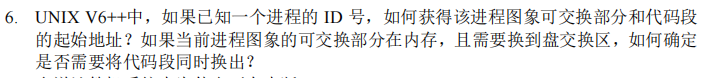 6. UNIX V6++中，如果已知一个进程的 ID 号，如何获得该进程图象可交换部分和代码段
的起始地址？如果当前进程图象的可交换部分在内存，且需要换到盘交换区，如何确定
是否需要将代码段同时换出？